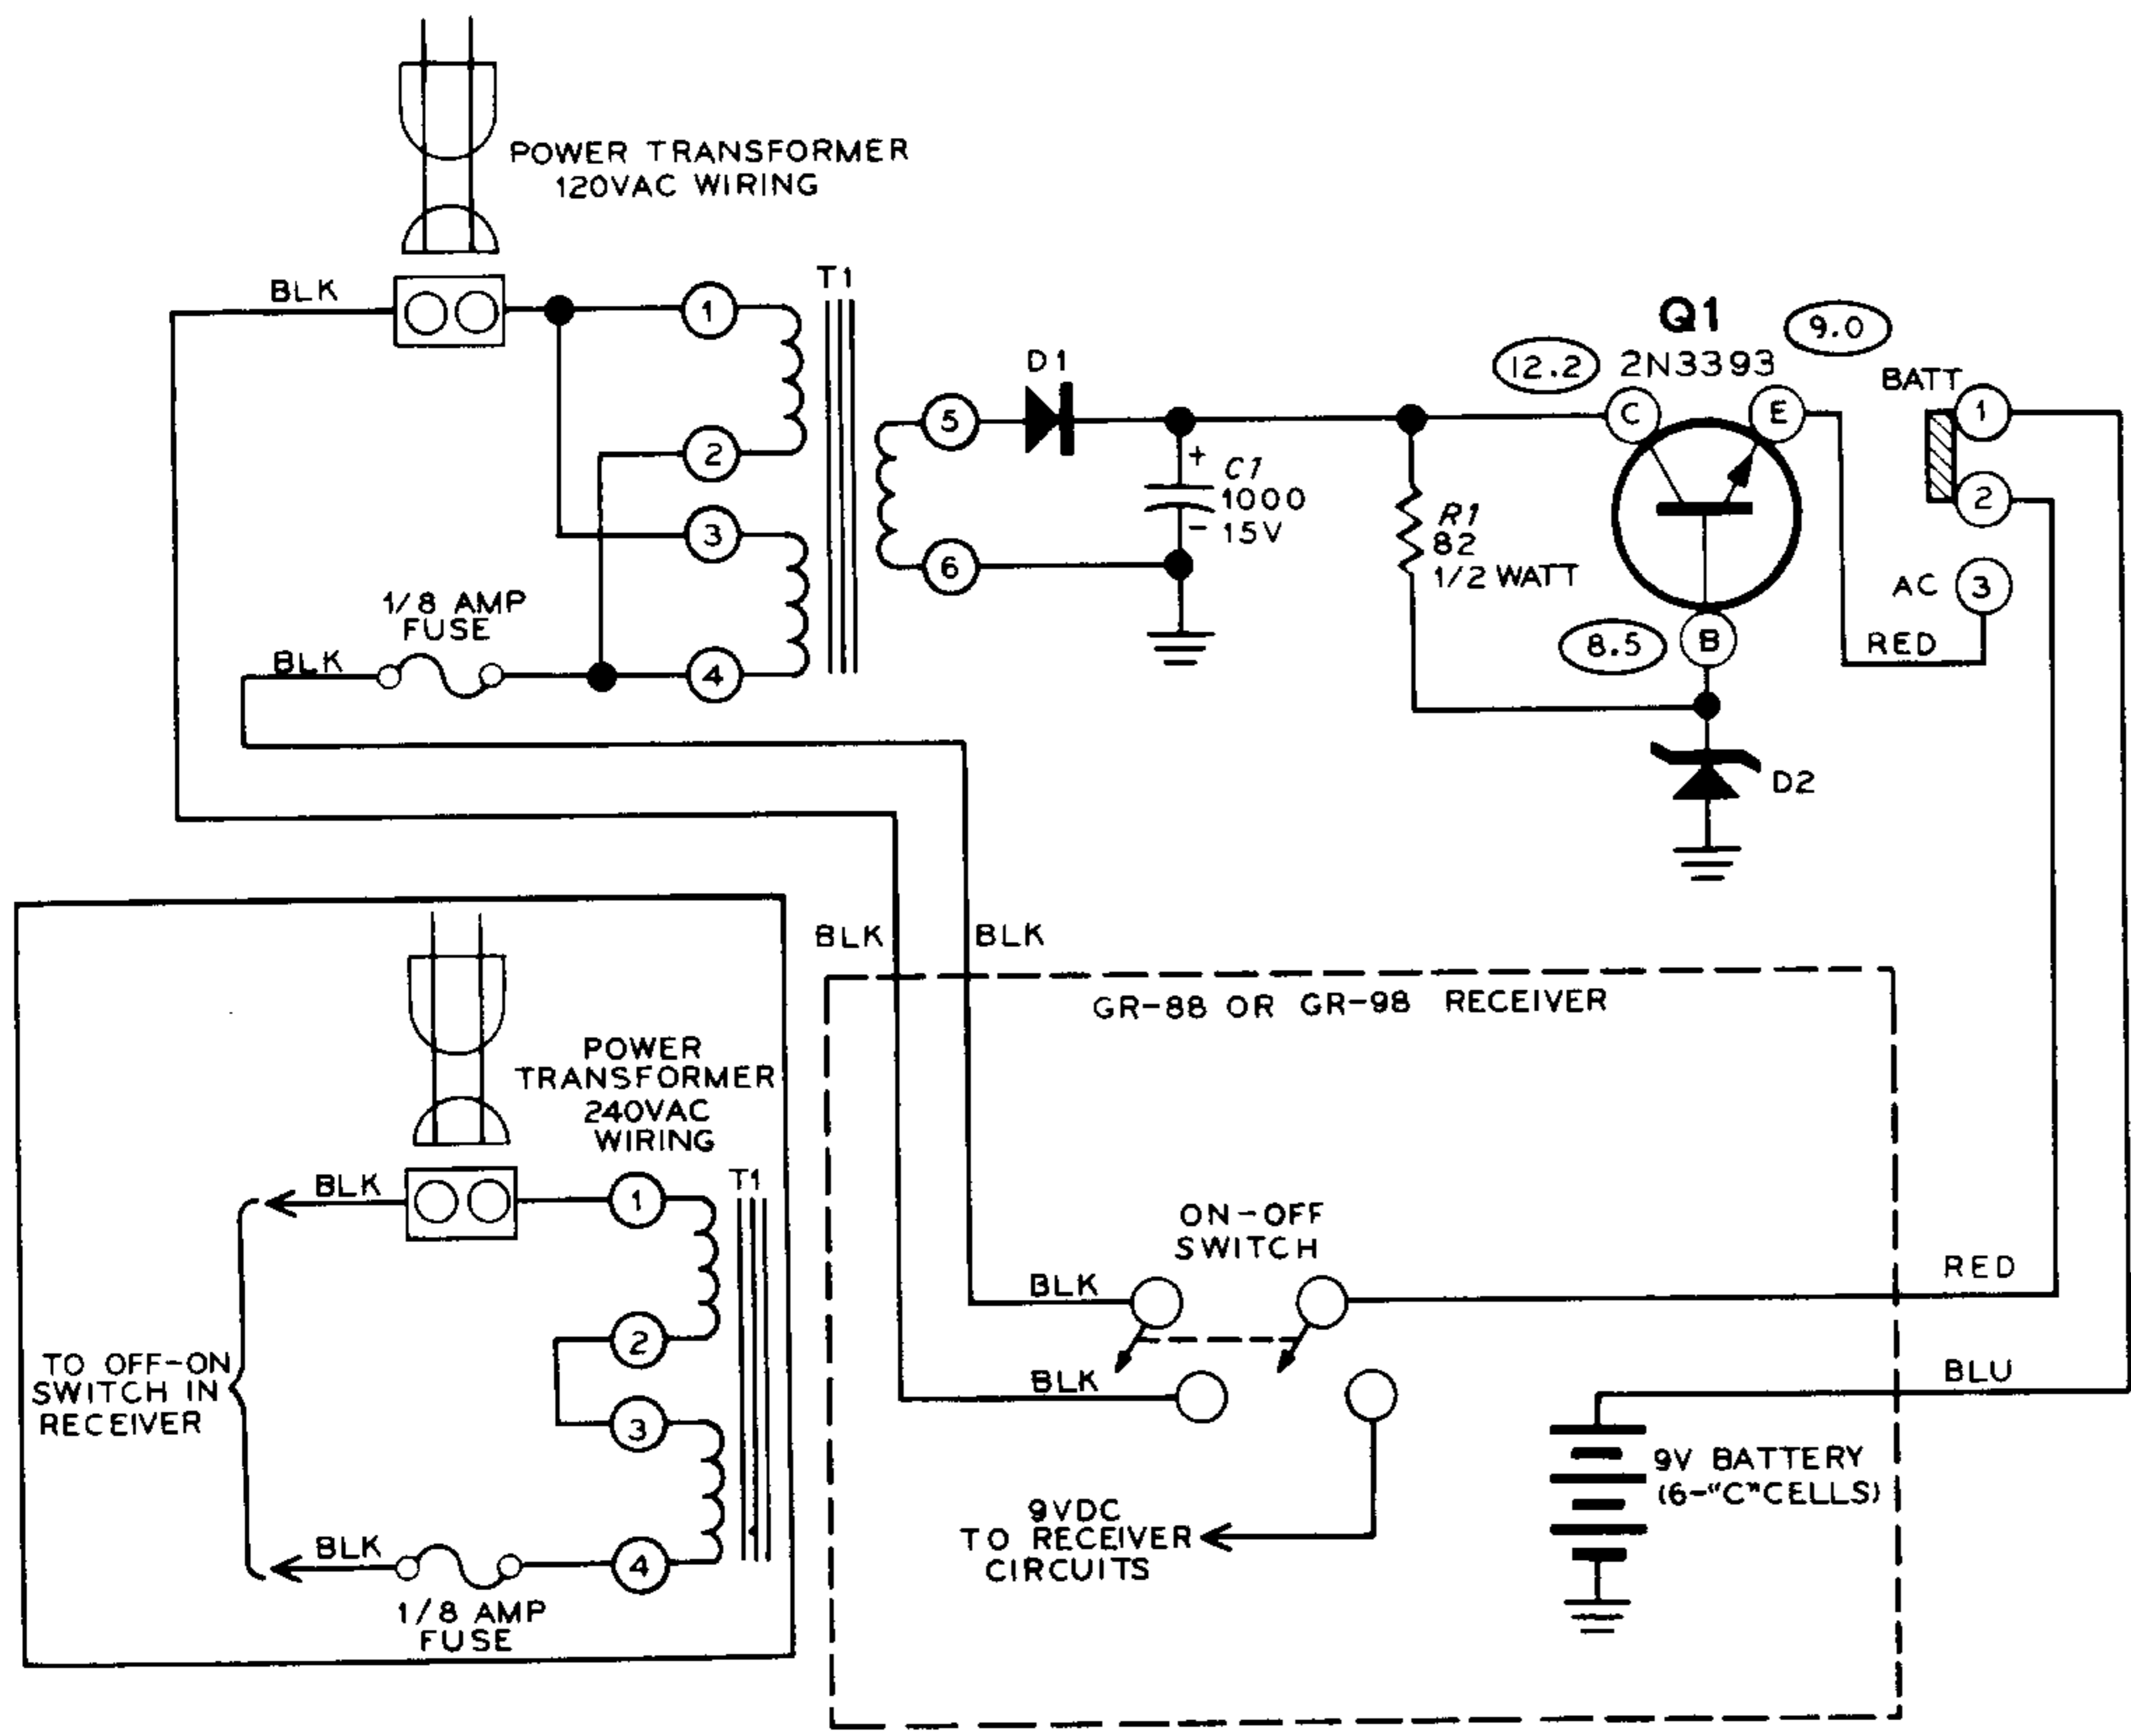 POWER TRANSFORMER
120VAC WIRING
BLK
T1
1
2
3
4
1/8 AMP
FUSE
BLK
5
6
D1
+
C1
1000
- 15V
R1
82
1/2 WATT
Q1
2N3393
12.2
9.0
C
E
B
8.5
D2
BATT
1
2
AC
3
RED
BLK
BLK
GR-88 OR GR-98 RECEIVER
POWER
TRANSFORMER
240VAC
WIRING
T1
BLK
1
2
3
4
TO OFF-ON
SWITCH IN
RECEIVER
BLK
1/8 AMP
FUSE
ON-OFF
SWITCH
BLK
BLK
RED
BLU
9VDC
TO RECEIVER
CIRCUITS
9V BATTERY
(6-"C"CELLS)